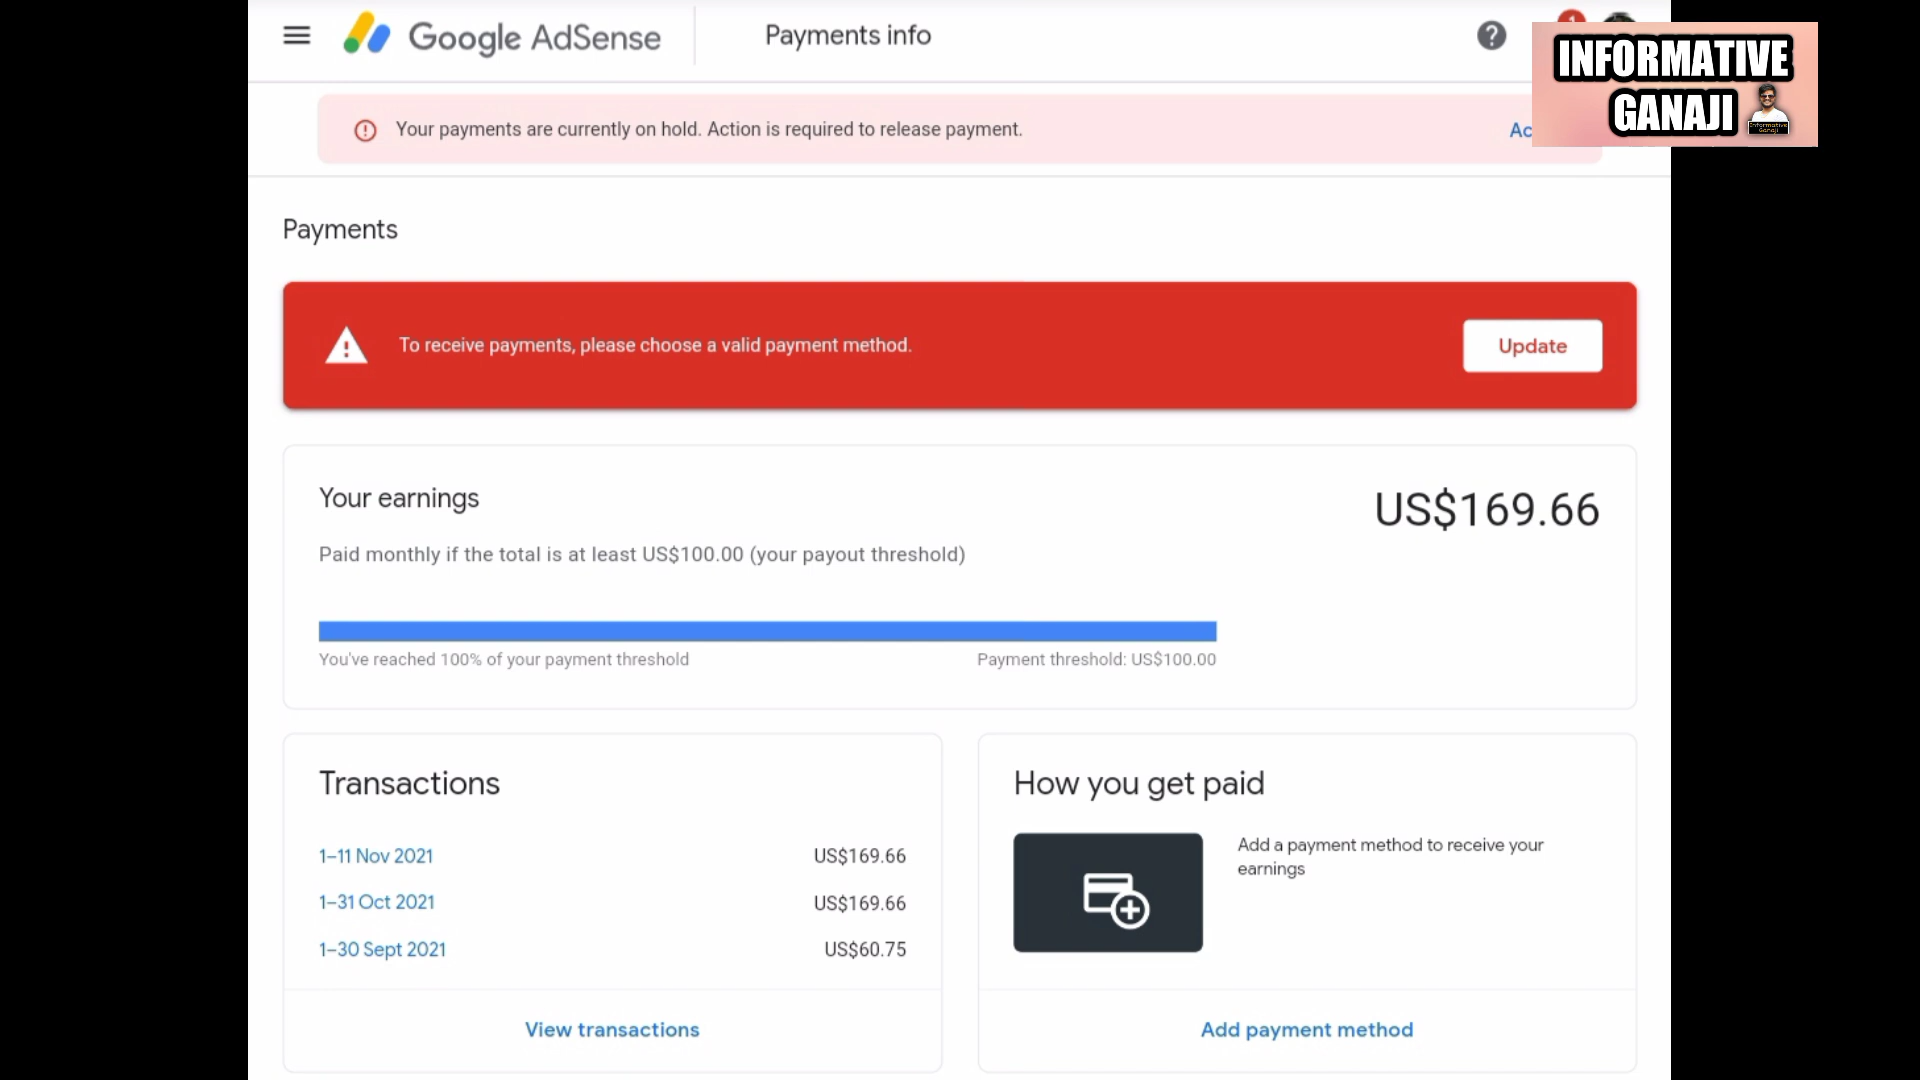 Google AdSense
Payments info
INFORMATIVE
GANAJI
Informative
Ganaji
Your payments are currently on hold. Action is required to release payment.
Payments
To receive payments, please choose a valid payment method.
Update
Your earnings
US$169.66
Paid monthly if the total is at least US$100.00 (your payout threshold)
You've reached 100% of your payment threshold
Payment threshold: US$100.00
Transactions
1–11 Nov 2021 US$169.66
1–31 Oct 2021 US$169.66
1–30 Sept 2021 US$60.75
View transactions
How you get paid
Add a payment method to receive your
earnings
Add payment method